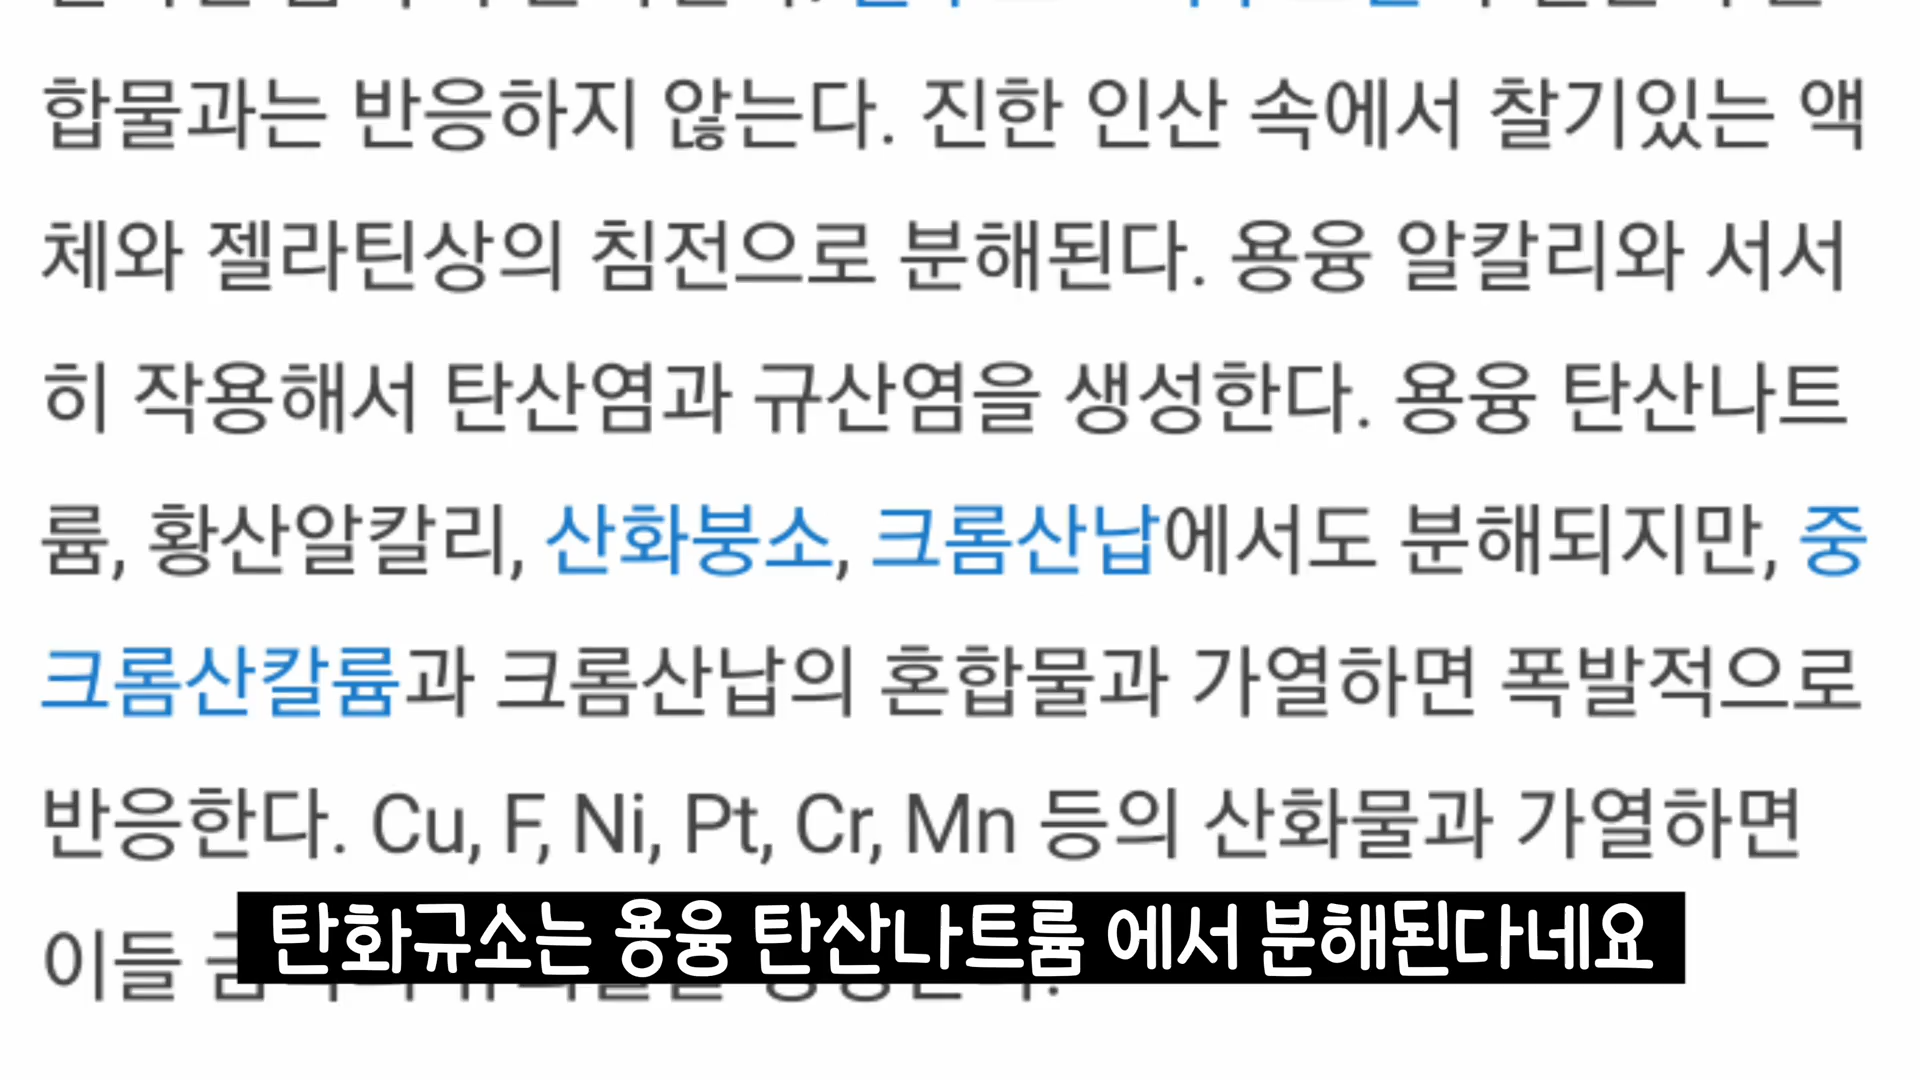 합물과는 반응하지 않는다. 진한 인산 속에서 찰기있는 액
체와 젤라틴상의 침전으로 분해된다. 용융 알칼리와 서서
히 작용해서 탄산염과 규산염을 생성한다. 용융 탄산나트
륨, 황산알칼리, 산화붕소, 크롬산납에서도 분해되지만, 중
크롬산칼륨과 크롬산납의 혼합물과 가열하면 폭발적으로
반응한다. Cu, F, Ni, Pt, Cr, Mn 등의 산화물과 가열하면
이들
탄화규소는 용융 탄산나트륨 에서 분해된다네요